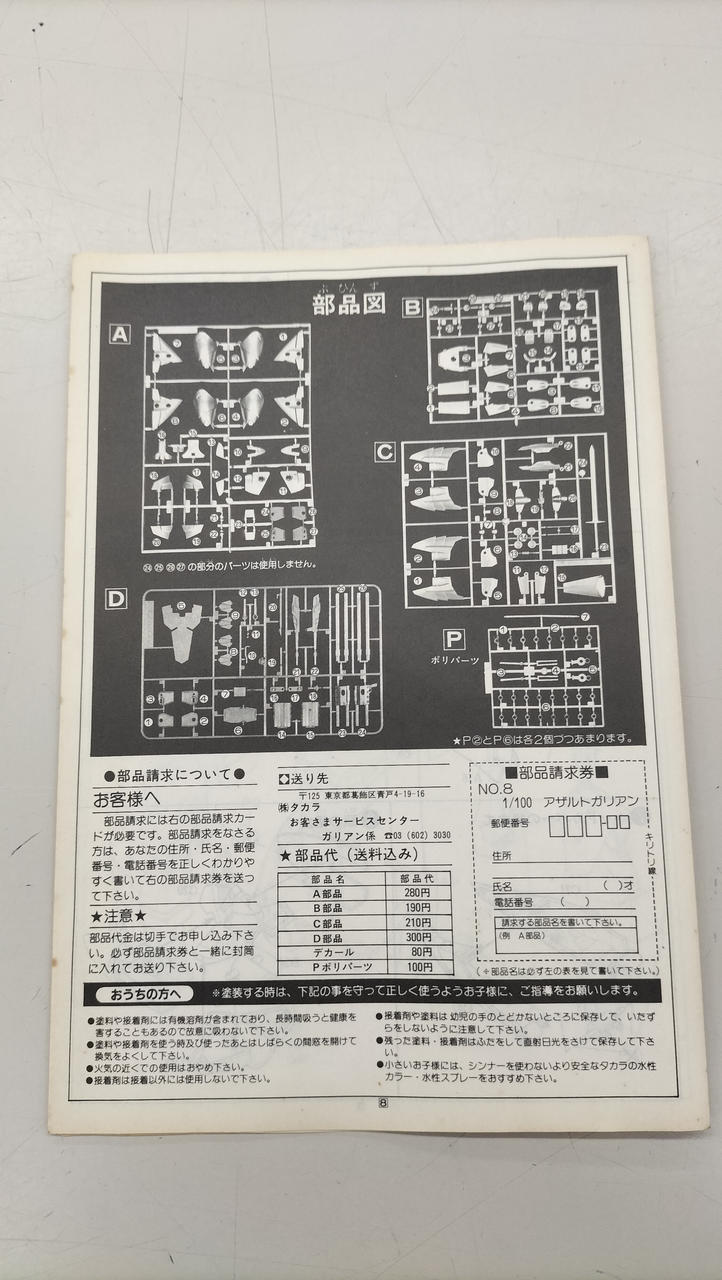 ぶ ひん ず
部品図
A
B
C
㉔㉕㉖㉗の部分のパーツは使用しません。
D
P
ポリパーツ
★P②とP⑥は各2個づつあまります。
●部品請求について●
お客様へ
部品請求には右の部品請求カー
ドが必要です。部品請求をなさる
方は、あなたの住所・氏名・郵便
番号・電話番号を正しくわかりや
すく書いて右の部品請求券を送っ
て下さい。
★注意★
部品代金は切手でお申し込み下さ
い。必ず部品請求券と一緒に封筒
に入れてお送り下さい。
送り先
〒125 東京都葛飾区青戸4-19-16
㈱タカラ
お客さまサービスセンター
ガリアン係 ☎03 (602) 3030
★部品代(送料込み)
部品名 部品代
A部品 280円
B部品 190円
C部品 210円
D部品 300円
デカール 80円
Pポリパーツ 100円
■部品請求券■
NO.8
1/100 アザルトガリアン
郵便番号
住所
氏名 ( )才
電話番号 ( )
請求する部品名を書いて下さい。
(例 A部品)
キリトリ線
(※部品名は必ず左の表を見て書いて下さい。)
おうちの方へ ※塗装する時は、下記の事を守って正しく使うようお子様に、ご指導をお願いします。
●塗料や接着剤には有機溶剤が含まれており、長時間吸うと健康を
害することもあるので故意に吸わないで下さい。
●塗料や接着剤を使う時及び使ったあとはしばらくの間窓を開けて
換気をよくして下さい。
●火気の近くでの使用はおやめ下さい。
●接着剤は接着以外には使用しないで下さい。
●接着剤や塗料は幼児の手のとどかないところに保存して、いたず
らをしないように注意して下さい。
●残った塗料・接着剤はふたをして直射日光をさけて保存して下さ
い。
●小さいお子様には、シンナーを使わないより安全なタカラの水性
カラー・水性スプレーをおすすめ下さい。
8